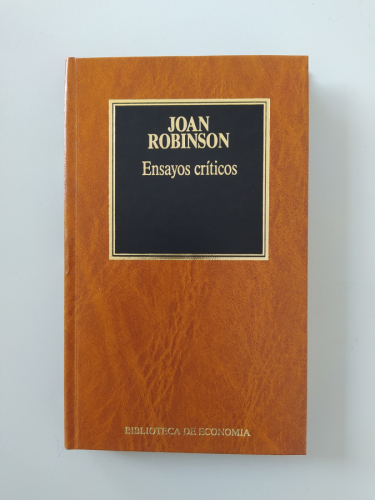 JOAN
ROBINSON
Ensayos críticos
BIBLIOTECA DE ECONOMIA